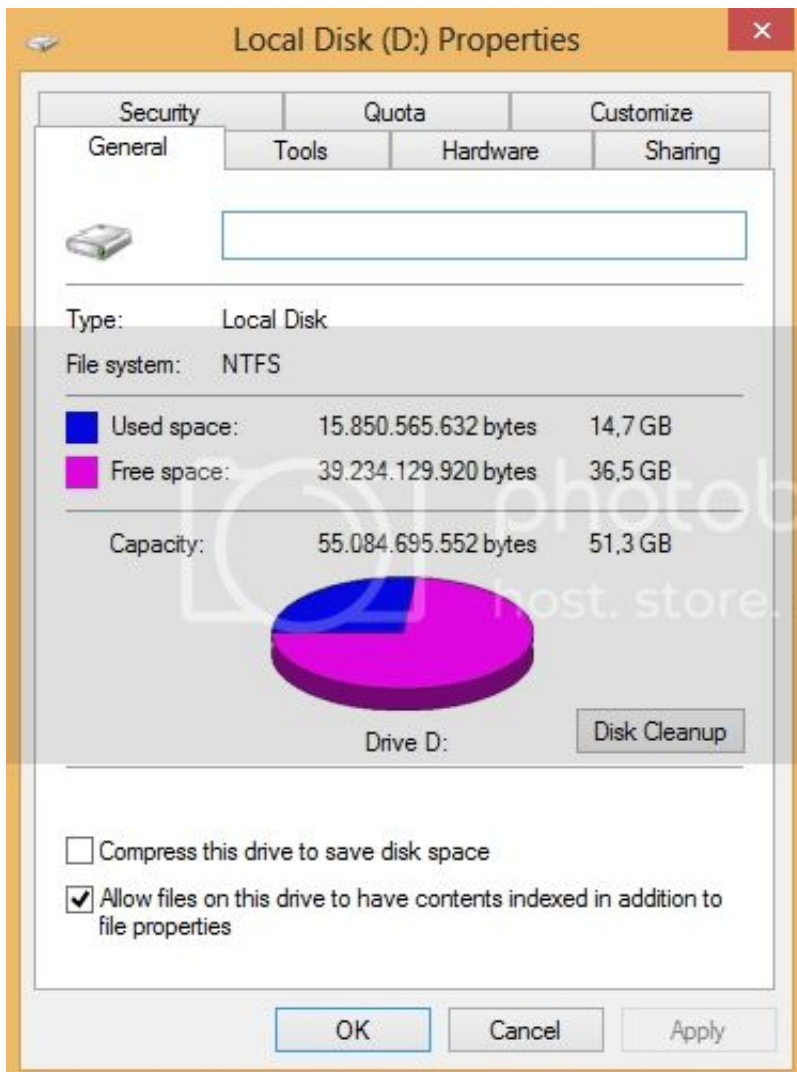 Local Disk (D:) Properties
Security Quota Customize
General Tools Hardware Sharing
Type: Local Disk
File system: NTFS
Used space: 15.850.565.632 bytes 14,7 GB
Free space: 39.234.129.920 bytes 36,5 GB
photob
Capacity: 55.084.695.552 bytes 51,3 GB
host. store.
Drive D:
Disk Cleanup
Compress this drive to save disk space
Allow files on this drive to have contents indexed in addition to
file properties
OK Cancel Apply